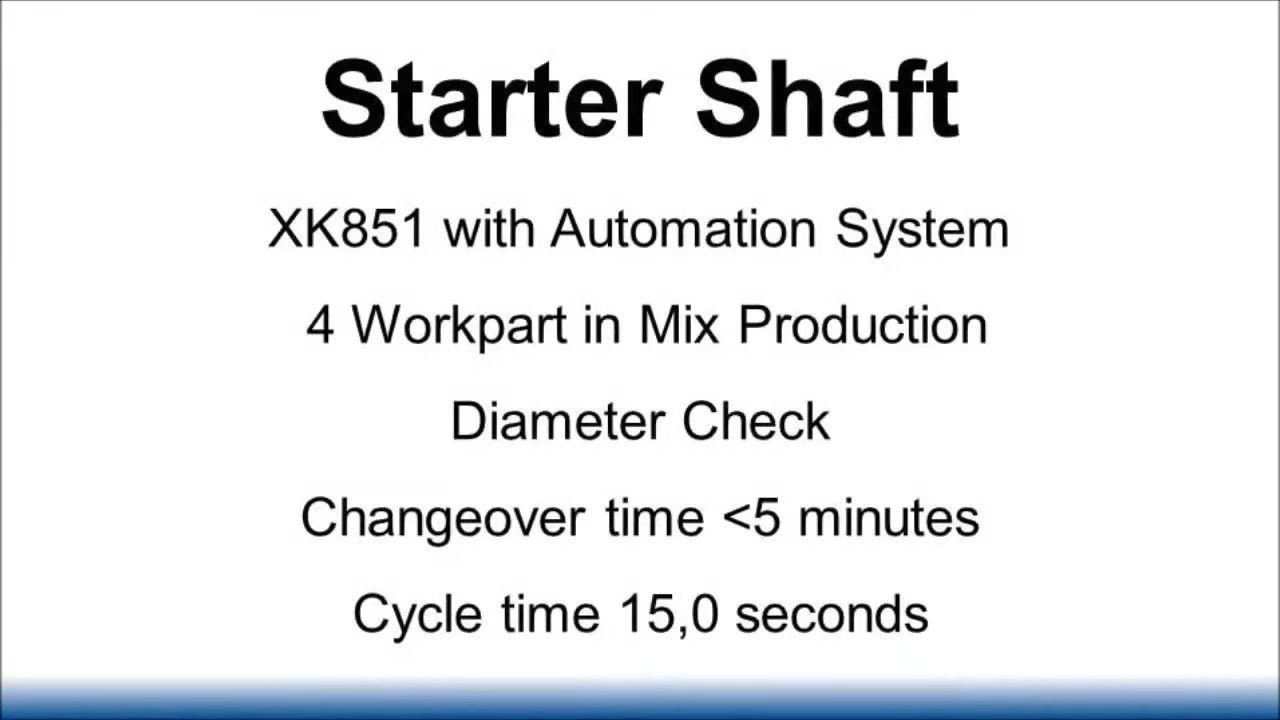 Starter Shaft
XK851 with Automation System
4 Workpart in Mix Production
Diameter Check
Changeover time <5 minutes
Cycle time 15,0 seconds